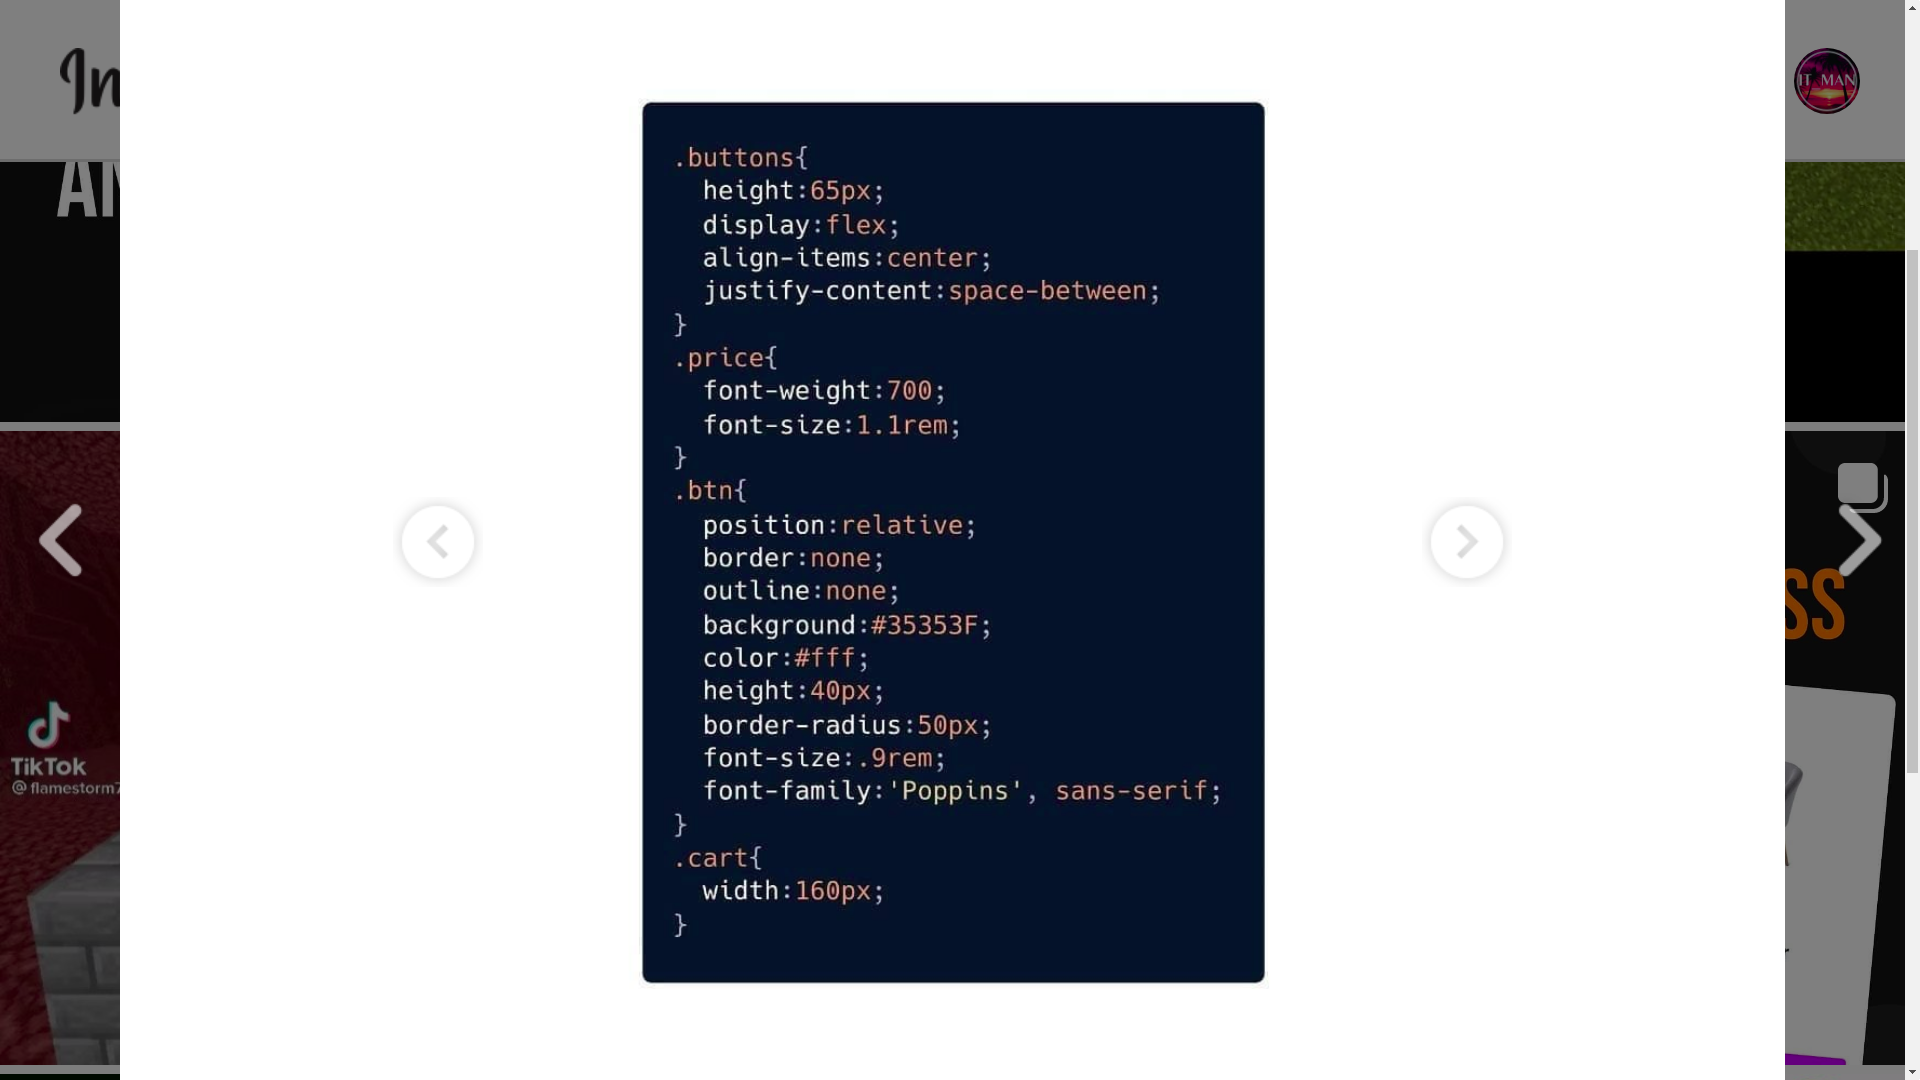 In
IT MAN
AN
.buttons{
  height:65px;
  display:flex;
  align-items:center;
  justify-content:space-between;
}
.price{
  font-weight:700;
  font-size:1.1rem;
}
.btn{
  position:relative;
  border:none;
  outline:none;
  background:#35353F;
  color:#fff;
  height:40px;
  border-radius:50px;
  font-size:.9rem;
  font-family:'Poppins', sans-serif;
}
.cart{
  width:160px;
}
SS
TikTok
@flamestorm7